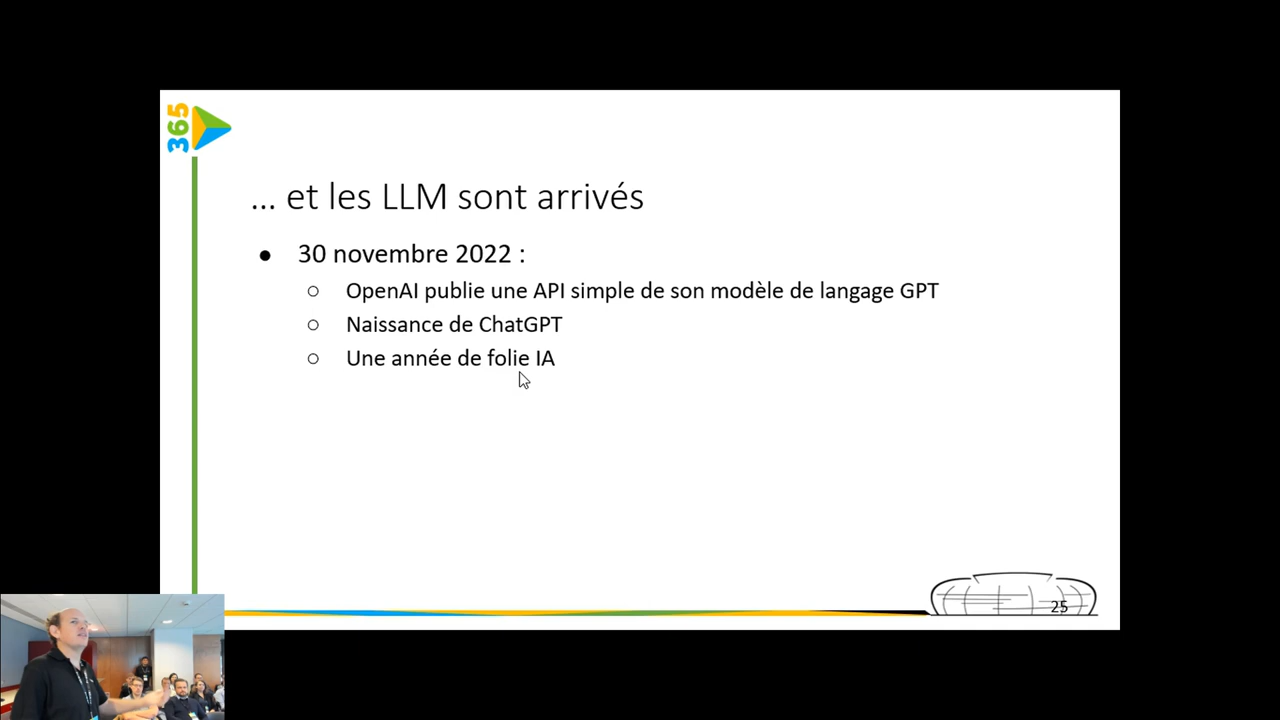 365
... et les LLM sont arrivés
● 30 novembre 2022 :
○ OpenAI publie une API simple de son modèle de langage GPT
○ Naissance de ChatGPT
○ Une année de folie IA
25